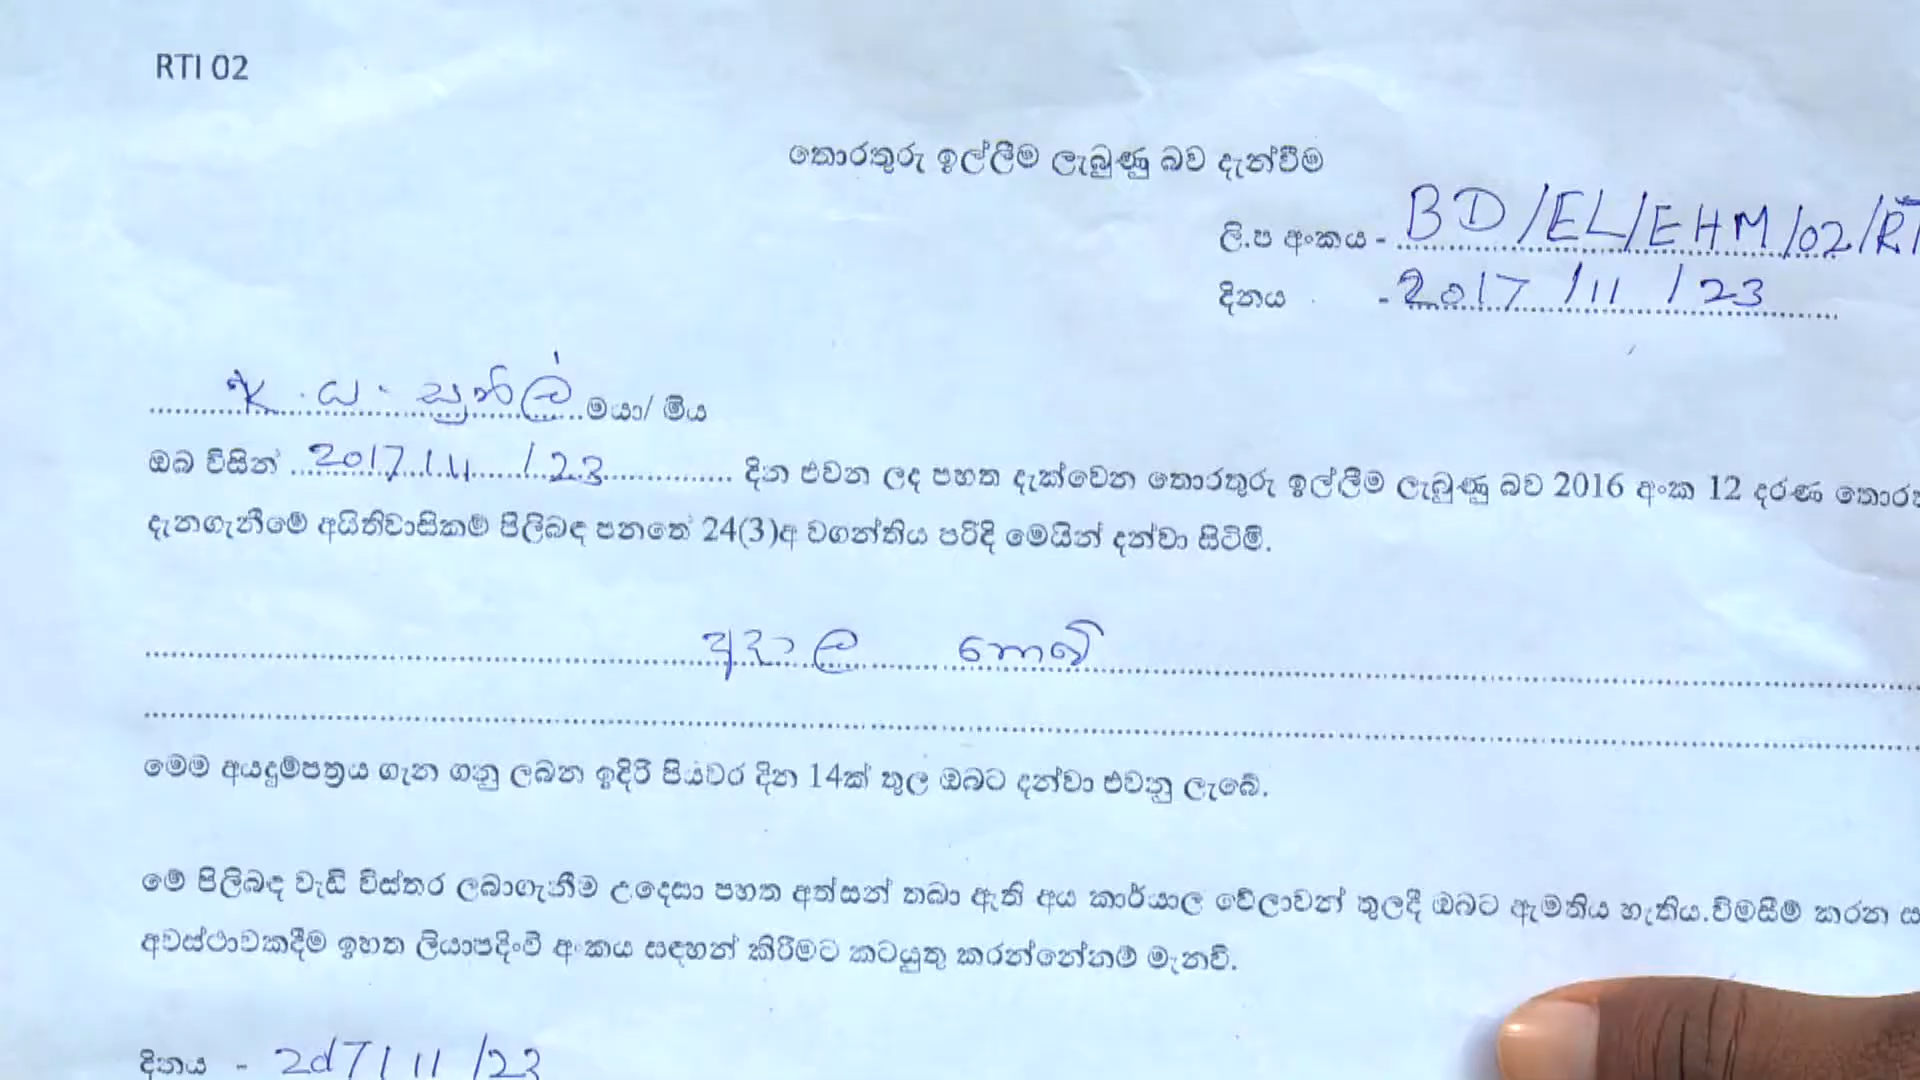 RTI 02
තොරතුරු ඉල්ලීම ලැබුණු බව දැන්වීම
ලි.ප අංකය - BD/EL/EHM/02/RT
දිනය - 2017/11/23
K.ය. සුනිල් මයා/ මිය
ඔබ විසින් 2017/11/23 දින එවන ලද පහත දැක්වෙන තොරතුරු ඉල්ලීම ලැබුණු බව 2016 අංක 12 දරණ
දැනගැනීමේ අයිතිවාසිකම් පිලිබඳ පනතේ 24(3)අ වගන්තිය පරිදි මෙයින් දන්වා සිටිමි.
අදාල නොවේ
මෙම අයදුම්පත්‍රය ගැන ගනු ලබන ඉදිරි පියවර දින 14ක් තුල ඔබට දන්වා එවනු ලැබේ.
මේ පිලිබඳ වැඩි විස්තර ලබාගැනීම උදෙසා පහත අත්සන් තබා ඇති අය කාර්යාල වේලාවන් තුලදී ඔබට ඇමතිය හැකිය.විමසීම් කරන
අවස්ථාවකදීම ඉහත ලියාපදිංචි අංකය සඳහන් කිරීමට කටයුතු කරන්නේනම් මැනවි.
දිනය - 2017/11/23